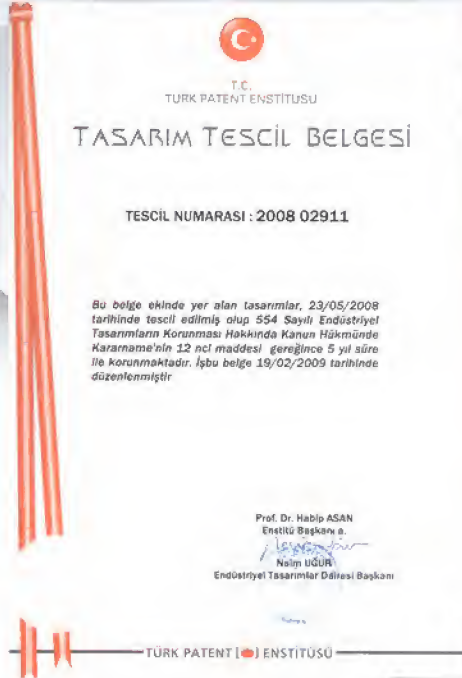 T.C.
TÜRK PATENT ENSTİTÜSÜ
TASARIM TESCİL BELGESİ
TESCİL NUMARASI : 2008 02911
Bu belge ekinde yer alan tasarımlar, 23/05/2008
tarihinde tescil edilmiş olup 554 Sayılı Endüstriyel
Tasarımların Korunması Hakkında Kanun Hükmünde
Kararname'nin 12 nci maddesi gereğince 5 yıl süre
ile korunmaktadır. İşbu belge 19/02/2009 tarihinde
düzenlenmiştir
Prof. Dr. Habip ASAN
Enstitü Başkanı a.
Naim UĞUR
Endüstriyel Tasarımlar Dairesi Başkanı
TÜRK PATENT [ ] ENSTİTÜSÜ